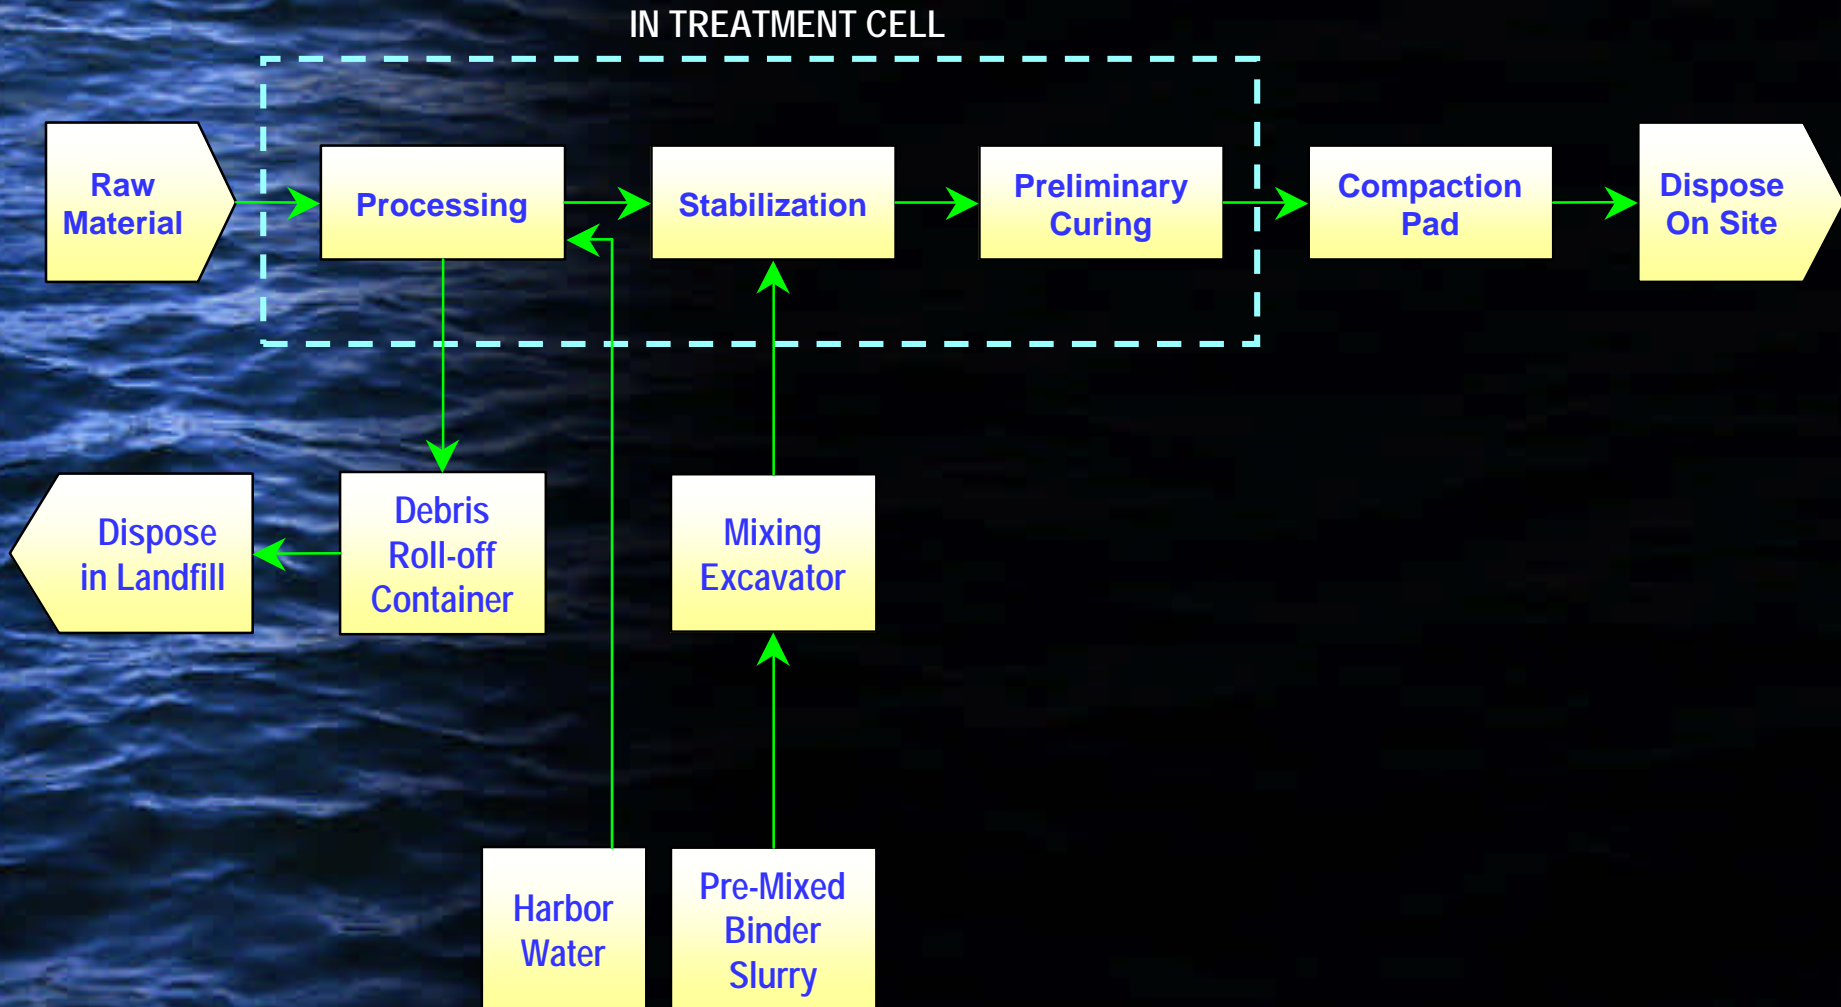 IN TREATMENT CELL
Raw
Material
Processing
Stabilization
Preliminary
Curing
Compaction
Pad
Dispose
On Site
Dispose
in Landfill
Debris
Roll-off
Container
Mixing
Excavator
Harbor
Water
Pre-Mixed
Binder
Slurry